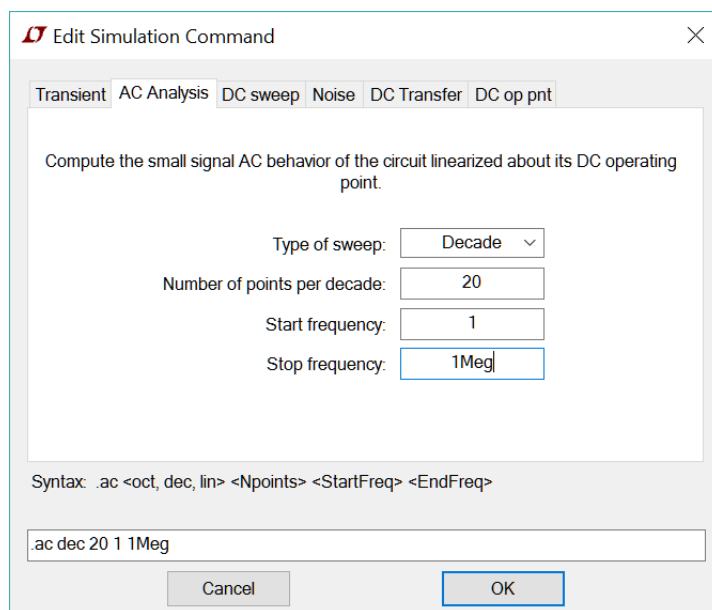 Edit Simulation Command
Transient AC Analysis DC sweep Noise DC Transfer DC op pnt
Compute the small signal AC behavior of the circuit linearized about its DC operating
point.
Type of sweep: Decade
Number of points per decade: 20
Start frequency: 1
Stop frequency: 1Meg
Syntax: .ac <oct, dec, lin> <Npoints> <StartFreq> <EndFreq>
.ac dec 20 1 1Meg
Cancel OK